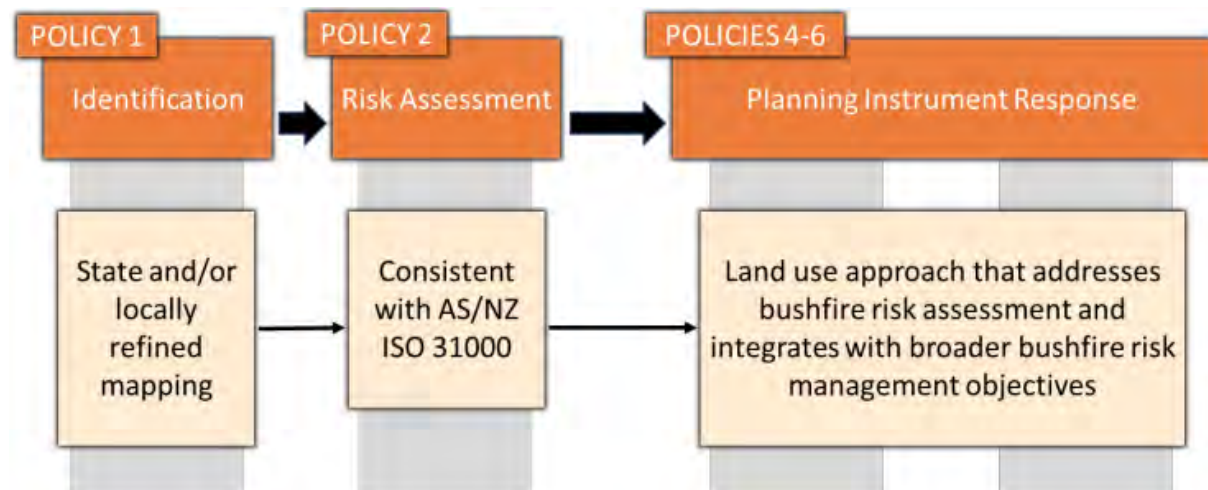 POLICY 1
Identification
POLICY 2
Risk Assessment
POLICIES 4-6
Planning Instrument Response
State and/or
locally
refined
mapping
Consistent
with AS/NZ
ISO 31000
Land use approach that addresses
bushfire risk assessment and
integrates with broader bushfire risk
management objectives